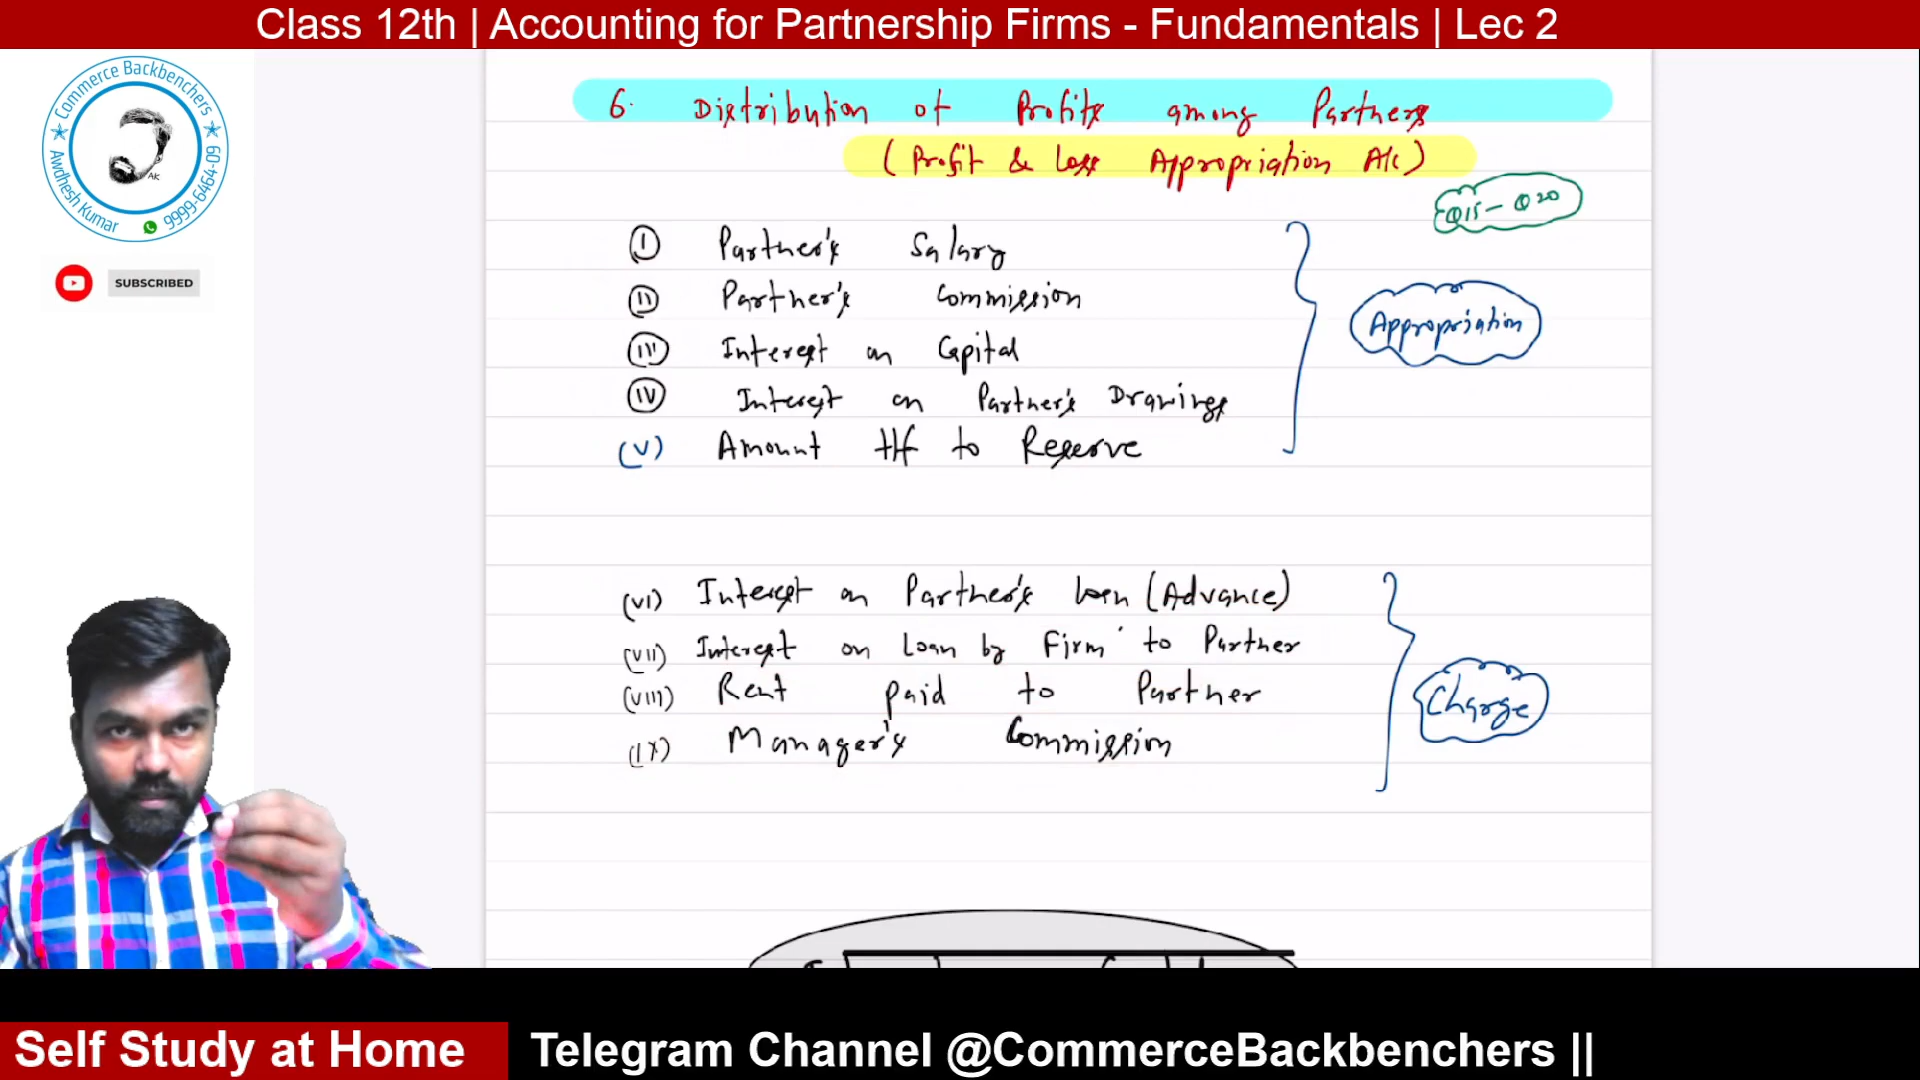 Class 12th | Accounting for Partnership Firms - Fundamentals | Lec 2
Commerce Backbenchers
Awdhesh Kumar
9999-6464-09
AK
SUBSCRIBED
6. Distribution of Profits among Partners
(Profit & Loss Appropriation A/c)
Q15 - Q20
(I) Partner's Salary
(II) Partner's Commission
(III) Interest on Capital
(IV) Interest on Partner's Drawings
(V) Amount t/f to Reserve
Appropriation
(VI) Interest on Partner's Loan (Advance)
(VII) Interest on Loan by Firm to Partner
(VIII) Rent paid to Partner
(IX) Manager's Commission
Charge
Self Study at Home
Telegram Channel @CommerceBackbenchers ||